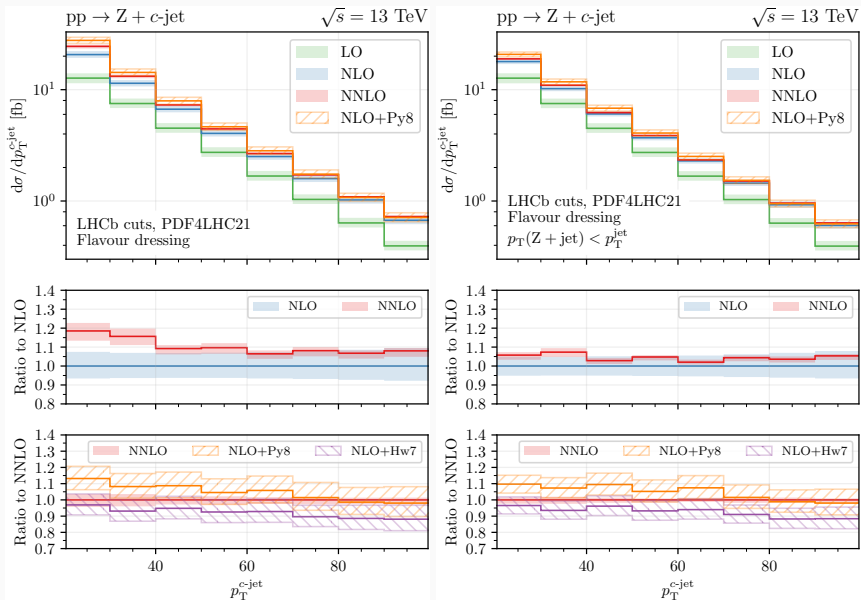 pp → Z + c-jet
√s = 13 TeV
dσ/dp_T^{c-jet} [fb]
10^1
10^0
LO
NLO
NNLO
NLO+Py8
LHCb cuts, PDF4LHC21
Flavour dressing
Ratio to NLO
1.4
1.3
1.2
1.1
1.0
0.9
0.8
NLO
NNLO
Ratio to NNLO
1.4
1.3
1.2
1.1
1.0
0.9
0.8
0.7
NNLO
NLO+Py8
NLO+Hw7
40
60
80
p_T^{c-jet}
pp → Z + c-jet
√s = 13 TeV
dσ/dp_T^{c-jet} [fb]
10^1
10^0
LO
NLO
NNLO
NLO+Py8
LHCb cuts, PDF4LHC21
Flavour dressing
p_T(Z + jet) < p_T^{jet}
Ratio to NLO
1.4
1.3
1.2
1.1
1.0
0.9
0.8
NLO
NNLO
Ratio to NNLO
1.4
1.3
1.2
1.1
1.0
0.9
0.8
0.7
NNLO
NLO+Py8
NLO+Hw7
40
60
80
p_T^{c-jet}